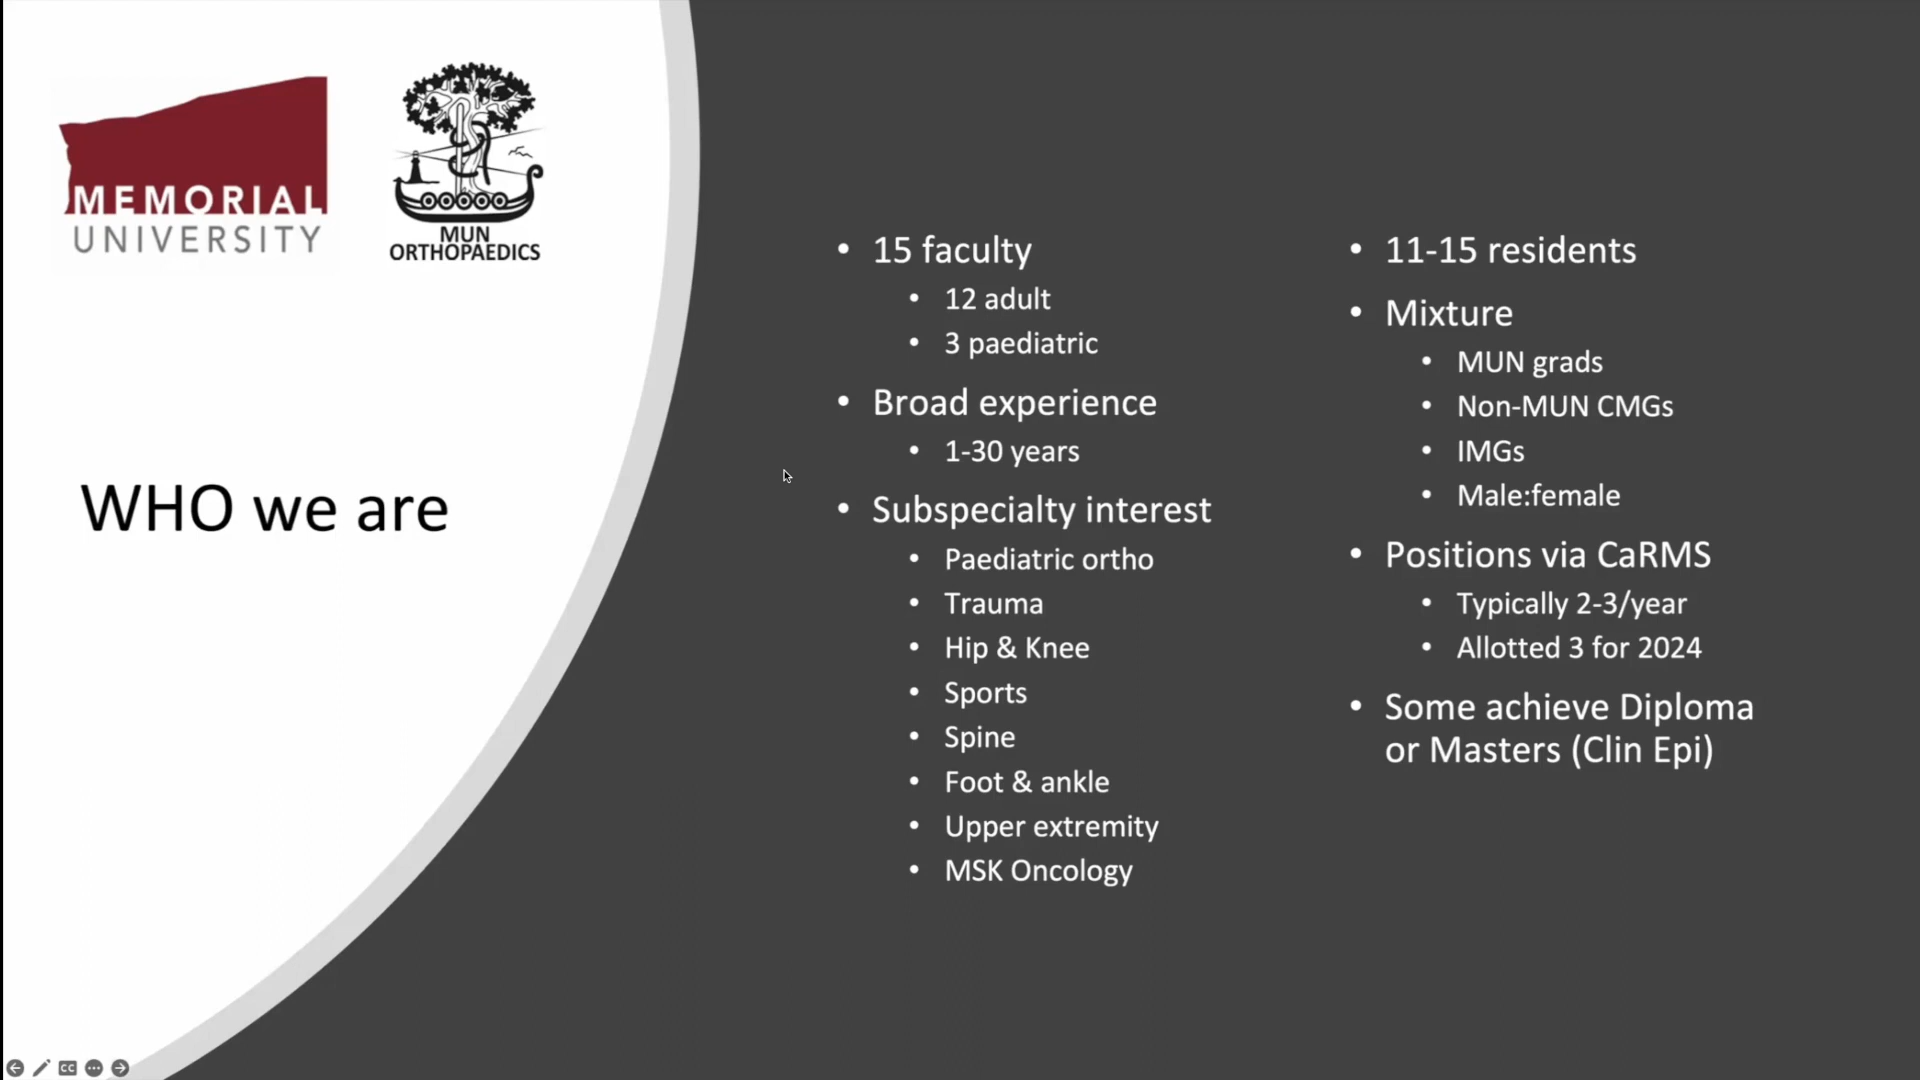 MEMORIAL
UNIVERSITY
MUN
ORTHOPAEDICS
WHO we are
• 15 faculty
• 12 adult
• 3 paediatric
• Broad experience
• 1-30 years
• Subspecialty interest
• Paediatric ortho
• Trauma
• Hip & Knee
• Sports
• Spine
• Foot & ankle
• Upper extremity
• MSK Oncology
• 11-15 residents
• Mixture
• MUN grads
• Non-MUN CMGs
• IMGs
• Male:female
• Positions via CaRMS
• Typically 2-3/year
• Allotted 3 for 2024
• Some achieve Diploma
or Masters (Clin Epi)
CC